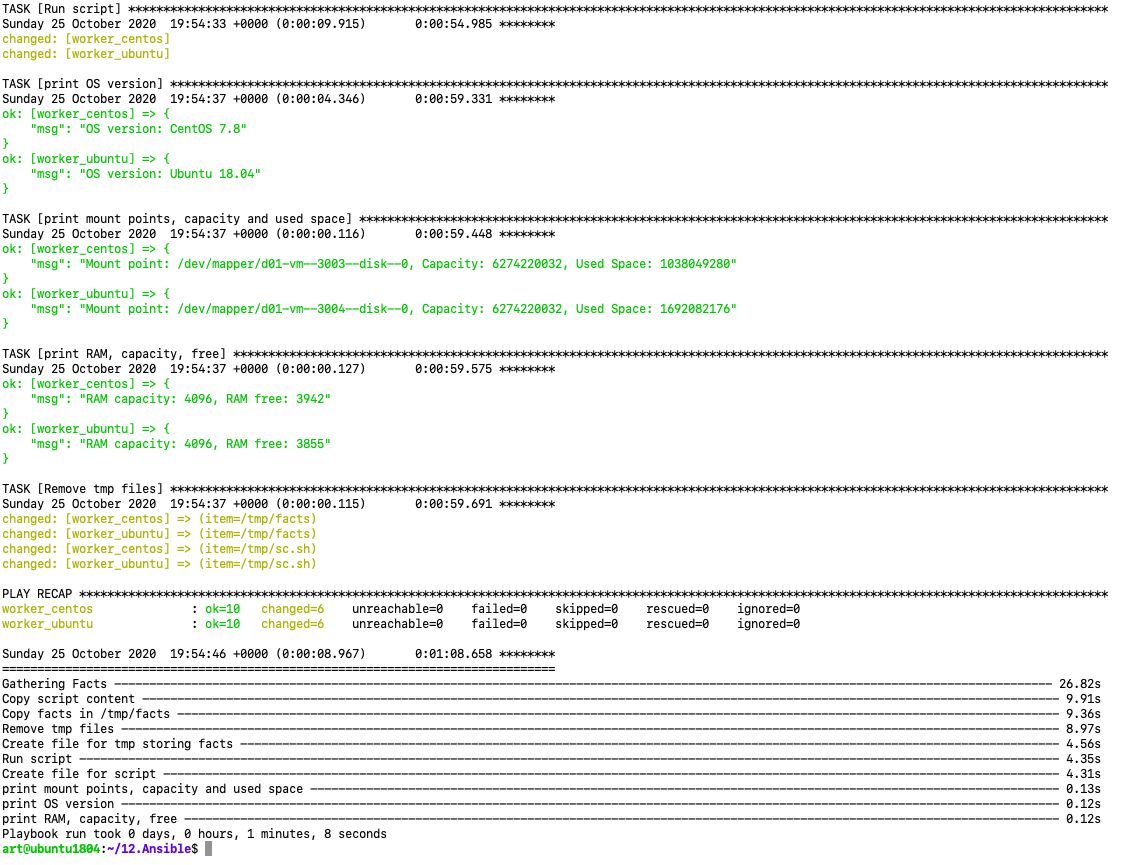 TASK [Run script] ********************************************************************************************************************************************
Sunday 25 October 2020  19:54:33 +0000 (0:00:09.915)       0:00:54.985 ********
changed: [worker_centos]
changed: [worker_ubuntu]

TASK [print OS version] **************************************************************************************************************************************
Sunday 25 October 2020  19:54:37 +0000 (0:00:04.346)       0:00:59.331 ********
ok: [worker_centos] => {
    "msg": "OS version: CentOS 7.8"
}
ok: [worker_ubuntu] => {
    "msg": "OS version: Ubuntu 18.04"
}

TASK [print mount points, capacity and used space] ***********************************************************************************************************
Sunday 25 October 2020  19:54:37 +0000 (0:00:00.116)       0:00:59.448 ********
ok: [worker_centos] => {
    "msg": "Mount point: /dev/mapper/d01-vm--3003--disk--0, Capacity: 6274220032, Used Space: 1038049280"
}
ok: [worker_ubuntu] => {
    "msg": "Mount point: /dev/mapper/d01-vm--3004--disk--0, Capacity: 6274220032, Used Space: 1692082176"
}

TASK [print RAM, capacity, free] *****************************************************************************************************************************
Sunday 25 October 2020  19:54:37 +0000 (0:00:00.127)       0:00:59.575 ********
ok: [worker_centos] => {
    "msg": "RAM capacity: 4096, RAM free: 3942"
}
ok: [worker_ubuntu] => {
    "msg": "RAM capacity: 4096, RAM free: 3855"
}

TASK [Remove tmp files] **************************************************************************************************************************************
Sunday 25 October 2020  19:54:37 +0000 (0:00:00.115)       0:00:59.691 ********
changed: [worker_centos] => (item=/tmp/facts)
changed: [worker_ubuntu] => (item=/tmp/facts)
changed: [worker_centos] => (item=/tmp/sc.sh)
changed: [worker_ubuntu] => (item=/tmp/sc.sh)

PLAY RECAP ***************************************************************************************************************************************************
worker_centos              : ok=10   changed=6    unreachable=0    failed=0    skipped=0    rescued=0    ignored=0
worker_ubuntu              : ok=10   changed=6    unreachable=0    failed=0    skipped=0    rescued=0    ignored=0

Sunday 25 October 2020  19:54:46 +0000 (0:00:08.967)       0:01:08.658 ********
===============================================================================
Gathering Facts -------------------------------------------------------------------------------------------------------------------------------------- 26.82s
Copy script content ----------------------------------------------------------------------------------------------------------------------------------- 9.91s
Copy facts in /tmp/facts ------------------------------------------------------------------------------------------------------------------------------ 9.36s
Remove tmp files -------------------------------------------------------------------------------------------------------------------------------------- 8.97s
Create file for tmp storing facts --------------------------------------------------------------------------------------------------------------------- 4.56s
Run script -------------------------------------------------------------------------------------------------------------------------------------------- 4.35s
Create file for script -------------------------------------------------------------------------------------------------------------------------------- 4.31s
print mount points, capacity and used space ----------------------------------------------------------------------------------------------------------- 0.13s
print OS version -------------------------------------------------------------------------------------------------------------------------------------- 0.12s
print RAM, capacity, free ----------------------------------------------------------------------------------------------------------------------------- 0.12s
Playbook run took 0 days, 0 hours, 1 minutes, 8 seconds
art@ubuntu1804:~/12.Ansible$